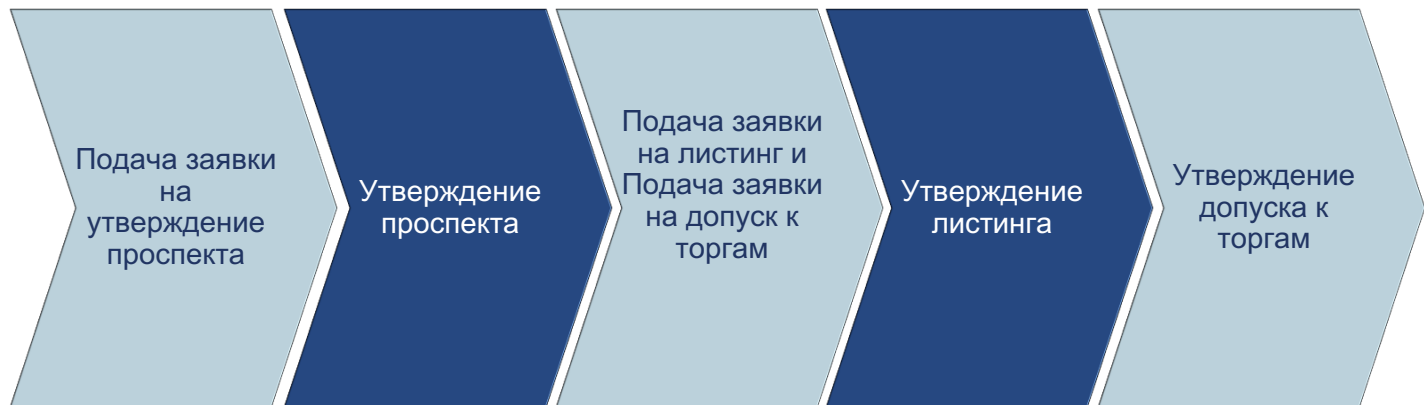 Подача заявки
на
утверждение
проспекта
Утверждение
проспекта
Подача заявки
на листинг и
Подача заявки
на допуск к
торгам
Утверждение
листинга
Утверждение
допуска к
торгам